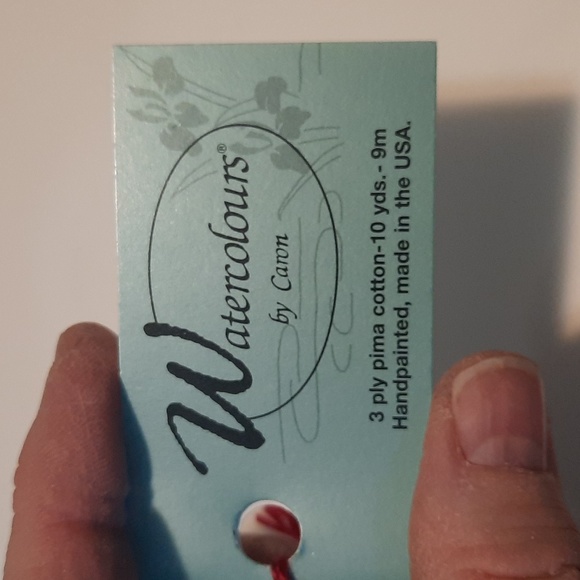 Watercolours®
by Caron
3 ply pima cotton-10 yds.- 9m
Handpainted, made in the USA.